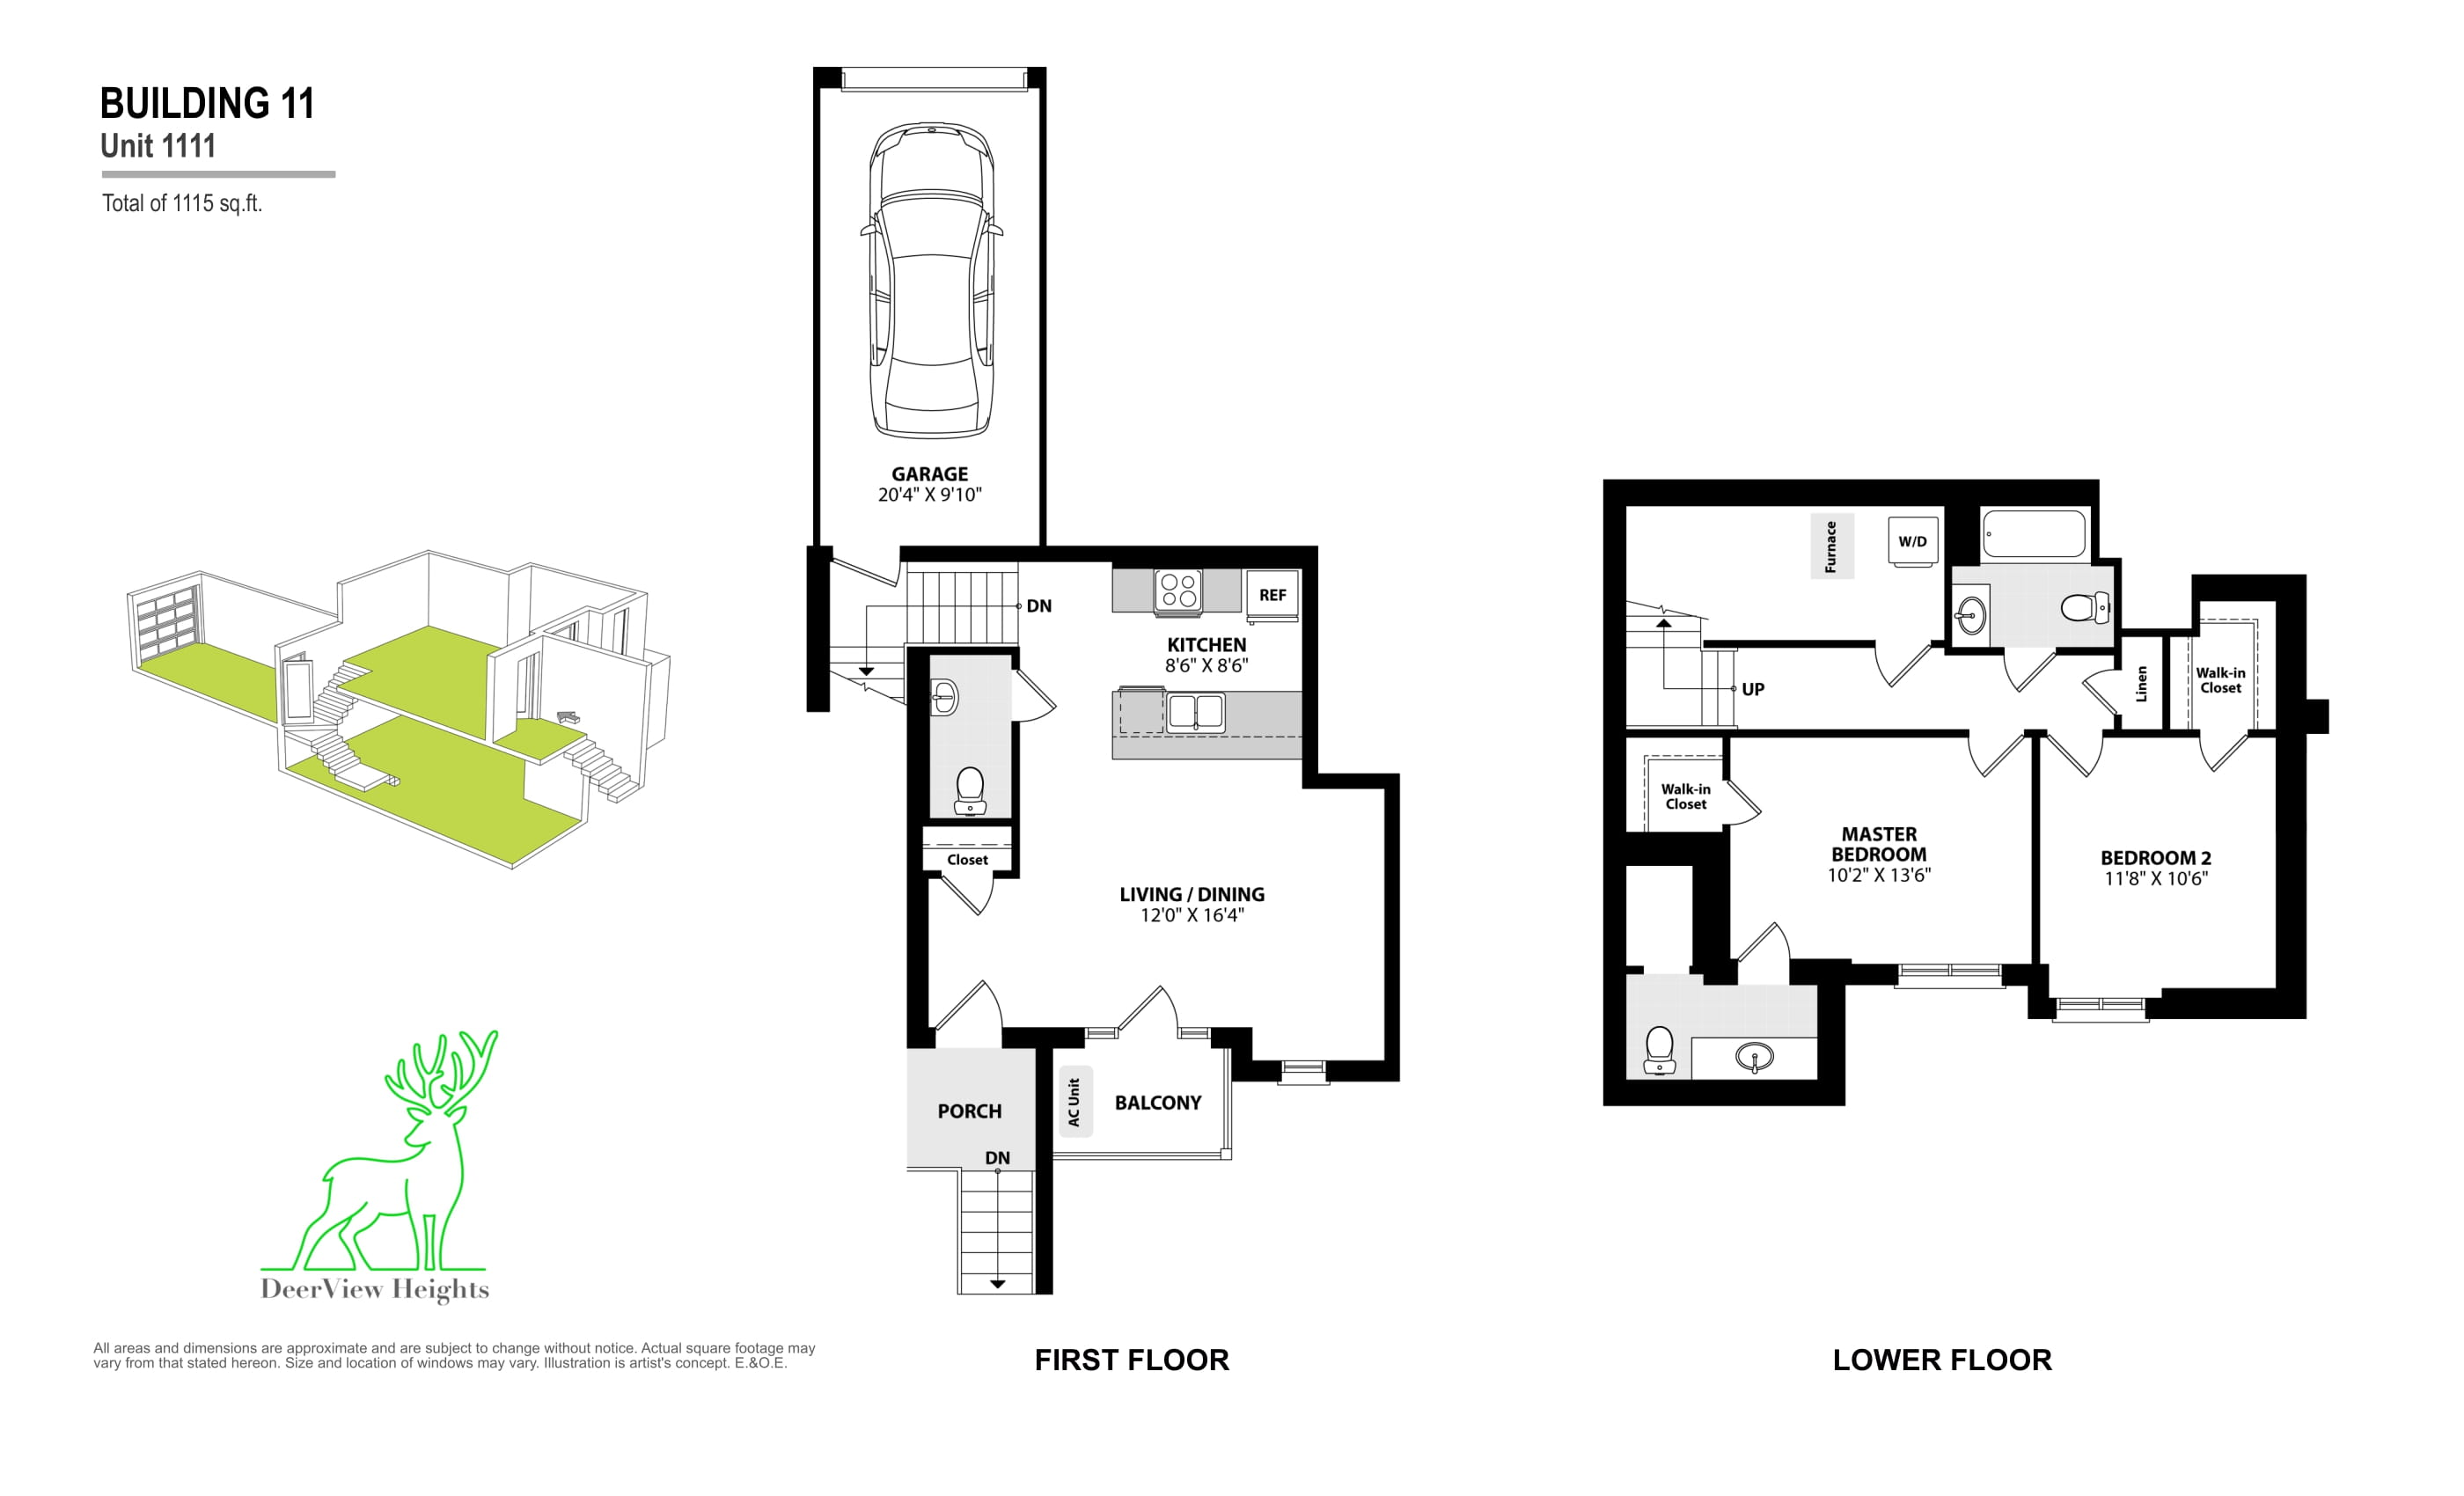 BUILDING 11
Unit 1111
Total of 1115 sq.ft.
GARAGE
20'4" X 9'10"
DN
REF
KITCHEN
8'6" X 8'6"
Closet
LIVING / DINING
12'0" X 16'4"
PORCH
DN
AC Unit
BALCONY
FIRST FLOOR
Furnace
W/D
UP
Linen
Walk-in
Closet
Walk-in
Closet
MASTER
BEDROOM
10'2" X 13'6"
BEDROOM 2
11'8" X 10'6"
LOWER FLOOR
DeerView Heights
All areas and dimensions are approximate and are subject to change without notice. Actual square footage may
vary from that stated hereon. Size and location of windows may vary. Illustration is artist's concept. E.&O.E.